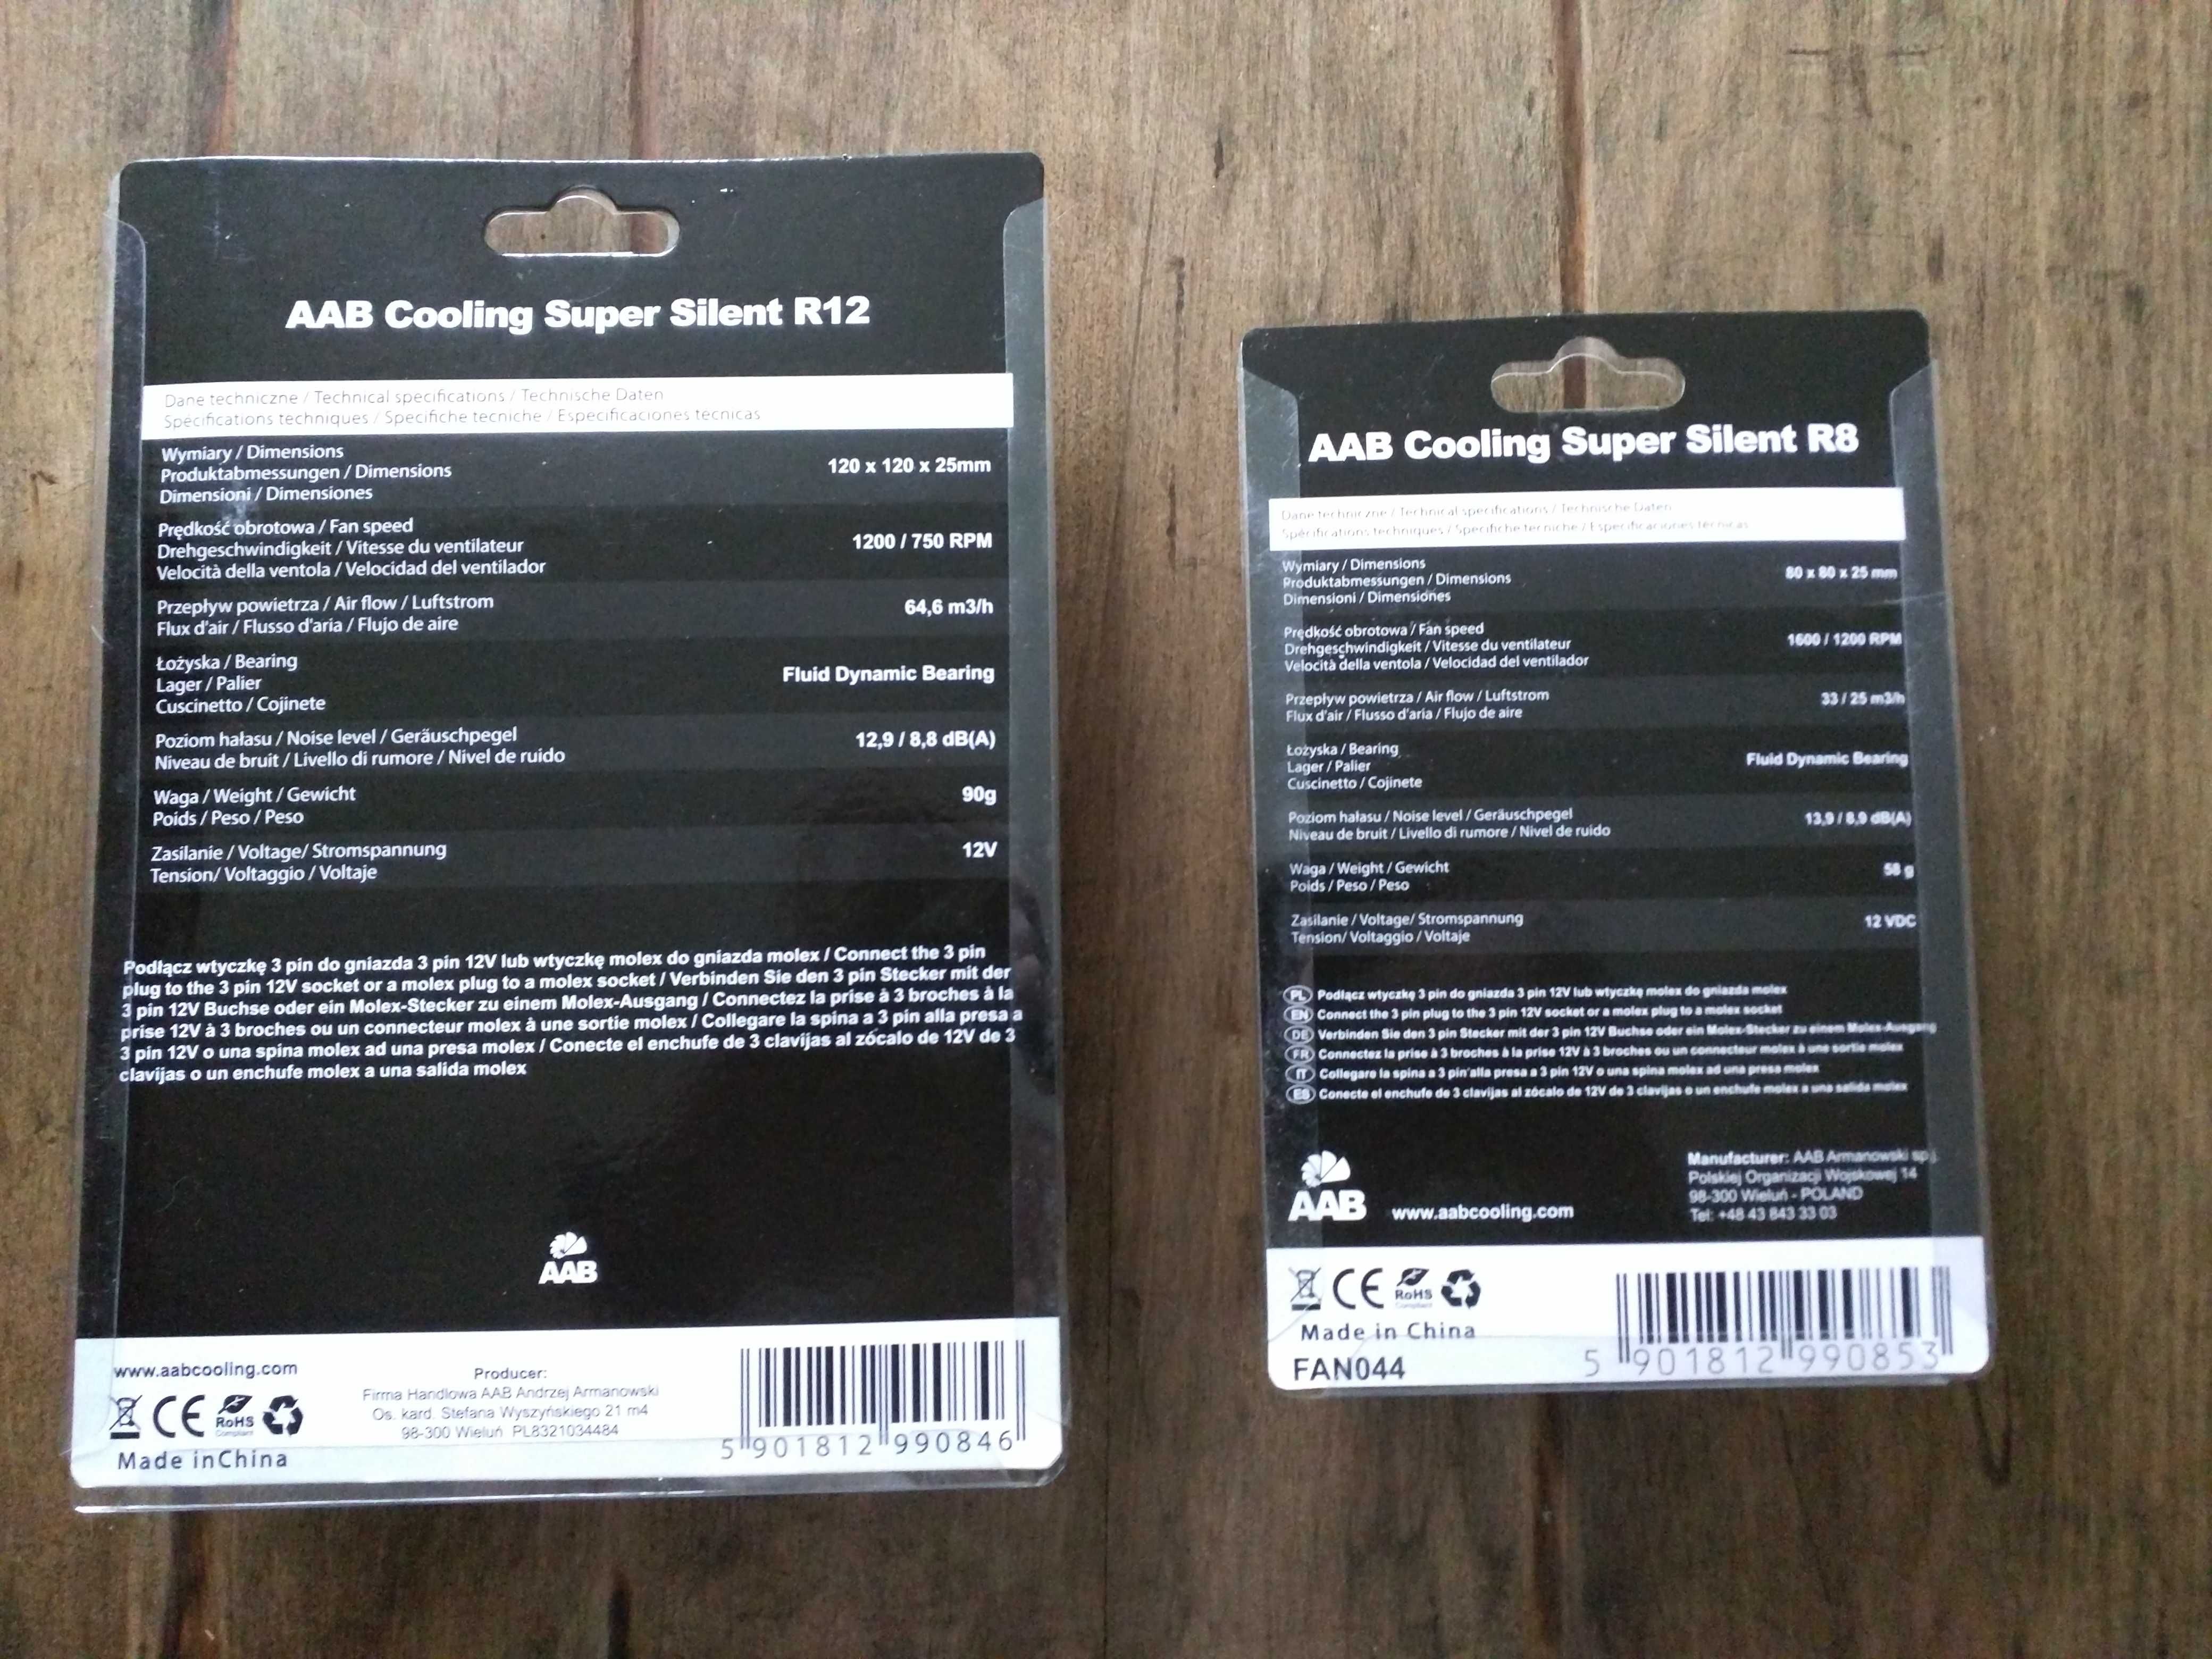 AAB Cooling Super Silent R12
Dane techniczne / Technical specifications / Technische Daten
Spécifications techniques / Specifiche tecniche / Especificaciones técnicas
Wymiary / Dimensions
Produktabmessungen / Dimensions
Dimensioni / Dimensiones
120 x 120 x 25mm
Prędkość obrotowa / Fan speed
Drehgeschwindigkeit / Vitesse du ventilateur
Velocità della ventola / Velocidad del ventilador
1200 / 750 RPM
Przepływ powietrza / Air flow / Luftstrom
Flux d'air / Flusso d'aria / Flujo de aire
64,6 m3/h
Łożyska / Bearing
Lager / Palier
Cuscinetto / Cojinete
Fluid Dynamic Bearing
Poziom hałasu / Noise level / Geräuschpegel
Niveau de bruit / Livello di rumore / Nivel de ruido
12,9 / 8,8 dB(A)
Waga / Weight / Gewicht
Poids / Peso / Peso
90g
Zasilanie / Voltage/ Stromspannung
Tension/ Voltaggio / Voltaje
12V
Podłącz wtyczkę 3 pin do gniazda 3 pin 12V lub wtyczkę molex do gniazda molex / Connect the 3 pin
plug to the 3 pin 12V socket or a molex plug to a molex socket / Verbinden Sie den 3 pin Stecker mit der
3 pin 12V Buchse oder ein Molex-Stecker zu einem Molex-Ausgang / Connectez la prise à 3 broches à la
prise 12V à 3 broches ou un connecteur molex à une sortie molex / Collegare la spina a 3 pin alla presa a
3 pin 12V o una spina molex ad una presa molex / Conecte el enchufe de 3 clavijas al zócalo de 12V de 3
clavijas o un enchufe molex a una salida molex
AAB
www.aabcooling.com
RoHS
Compliant
Made inChina
Producer:
Firma Handlowa AAB Andrzej Armanowski
Os. kard. Stefana Wyszyńskiego 21 m4
98-300 Wieluń PL8321034484
5 901812 990846
AAB Cooling Super Silent R8
Dane techniczne / Technical specifications / Technische Daten
Spécifications techniques / Specifiche tecniche / Especificaciones técnicas
Wymiary / Dimensions
Produktabmessungen / Dimensions
Dimensioni / Dimensiones
80 x 80 x 25 mm
Prędkość obrotowa / Fan speed
Drehgeschwindigkeit / Vitesse du ventilateur
Velocità della ventola / Velocidad del ventilador
1600 / 1200 RPM
Przepływ powietrza / Air flow / Luftstrom
Flux d'air / Flusso d'aria / Flujo de aire
33 / 25 m3/h
Łożyska / Bearing
Lager / Palier
Cuscinetto / Cojinete
Fluid Dynamic Bearing
Poziom hałasu / Noise level / Geräuschpegel
Niveau de bruit / Livello di rumore / Nivel de ruido
13,9 / 8,9 dB(A)
Waga / Weight / Gewicht
Poids / Peso / Peso
58 g
Zasilanie / Voltage/ Stromspannung
Tension/ Voltaggio / Voltaje
12 VDC
PL Podłącz wtyczkę 3 pin do gniazda 3 pin 12V lub wtyczkę molex do gniazda molex
EN Connect the 3 pin plug to the 3 pin 12V socket or a molex plug to a molex socket
DE Verbinden Sie den 3 pin Stecker mit der 3 pin 12V Buchse oder ein Molex-Stecker zu einem Molex-Ausgang
FR Connectez la prise à 3 broches à la prise 12V à 3 broches ou un connecteur molex à une sortie molex
IT Collegare la spina a 3 pin alla presa a 3 pin 12V o una spina molex ad una presa molex
ES Conecte el enchufe de 3 clavijas al zócalo de 12V de 3 clavijas o un enchufe molex a una salida molex
AAB
www.aabcooling.com
Manufacturer: AAB Armanowski sp.j.
Polskiej Organizacji Wojskowej 14
98-300 Wieluń - POLAND
Tel: +48 43 843 33 03
RoHS
Compliant
Made in China
FAN044
5 901812 990853